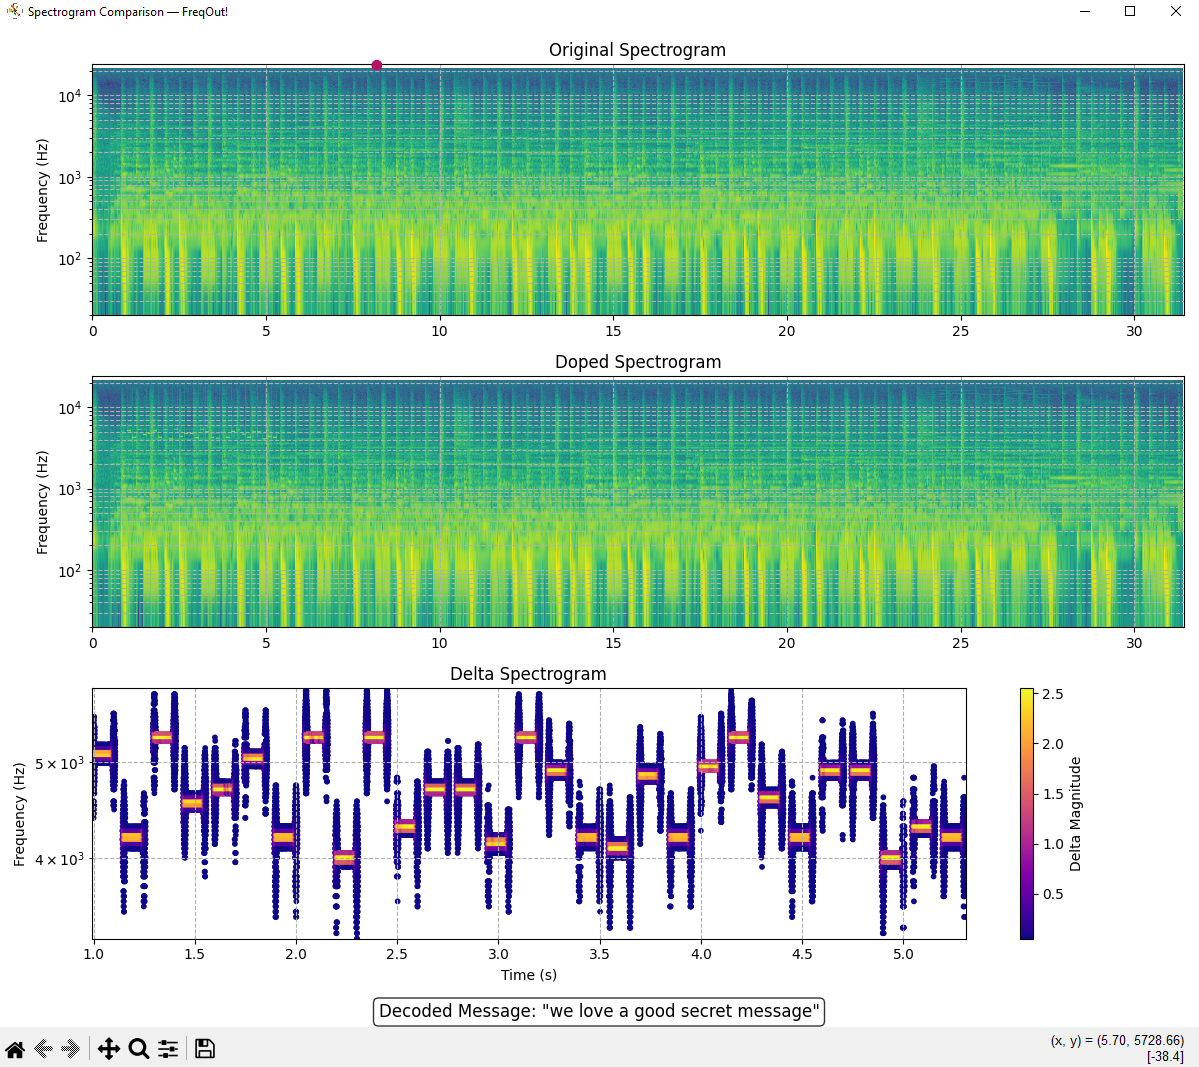 Spectrogram Comparison — FreqOut!
Original Spectrogram
Frequency (Hz)
10⁴
10³
10²
0 5 10 15 20 25 30
Doped Spectrogram
Frequency (Hz)
10⁴
10³
10²
0 5 10 15 20 25 30
Delta Spectrogram
Frequency (Hz)
5 × 10³
4 × 10³
1.0 1.5 2.0 2.5 3.0 3.5 4.0 4.5 5.0
Time (s)
2.5
2.0
1.5
1.0
0.5
Delta Magnitude
Decoded Message: "we love a good secret message"
(x, y) = (5.70, 5728.66)
[-38.4]